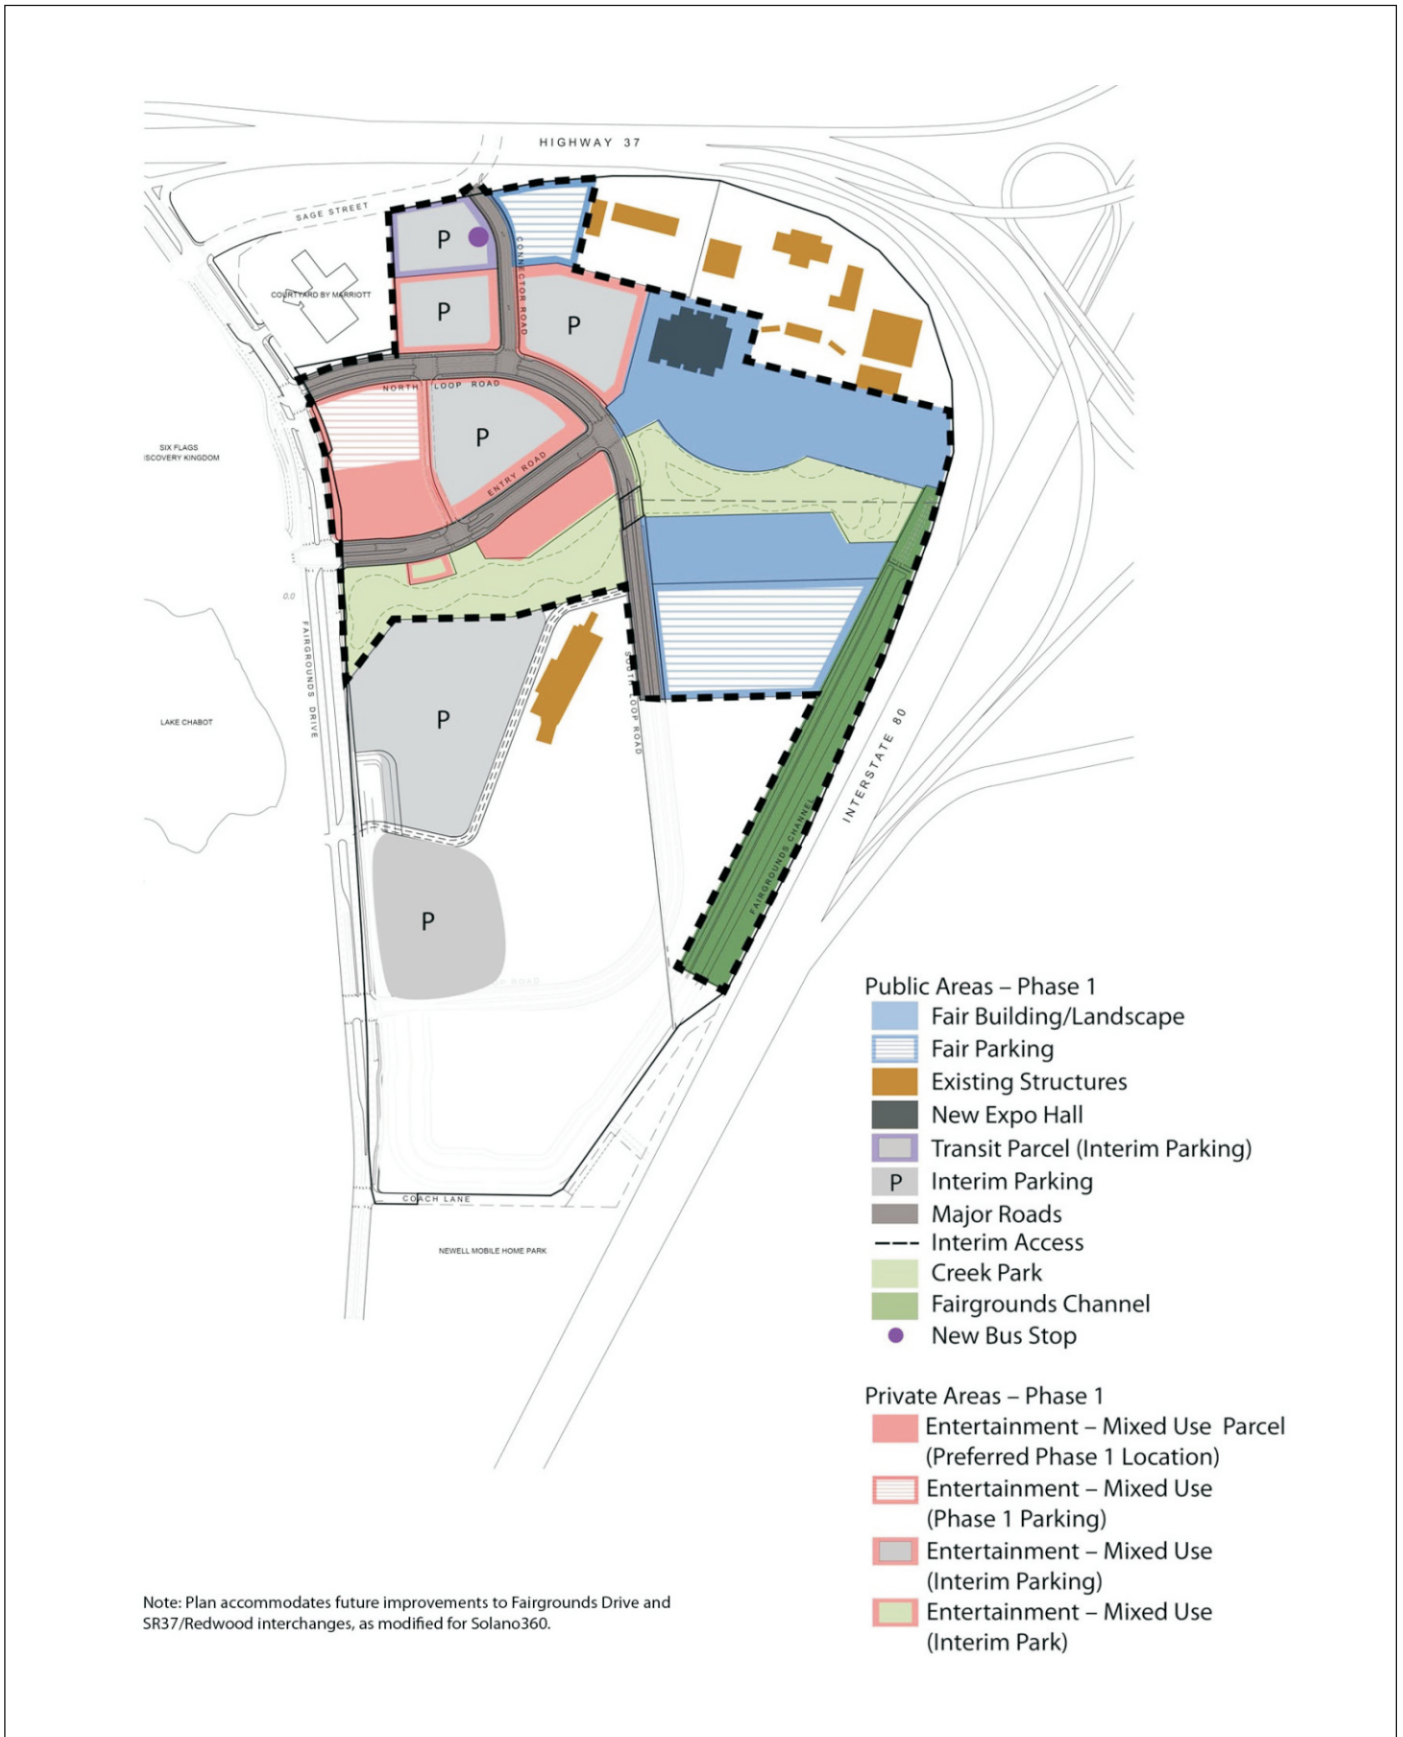 HIGHWAY 37
SAGE STREET
P
CONNECTOR ROAD
COURTYARD BY MARRIOTT
P
P
NORTH LOOP ROAD
P
SIX FLAGS
ISCOVERY KINGDOM
ENTRY ROAD
0.0
FAIRGROUNDS DRIVE
SOUTH LOOP ROAD
P
LAKE CHABOT
INTERSTATE 80
FAIRGROUNDS CHANNEL
P
ROAD
COACH LANE
NEWELL MOBILE HOME PARK
Public Areas – Phase 1
Fair Building/Landscape
Fair Parking
Existing Structures
New Expo Hall
Transit Parcel (Interim Parking)
P Interim Parking
Major Roads
Interim Access
Creek Park
Fairgrounds Channel
New Bus Stop
Private Areas – Phase 1
Entertainment – Mixed Use Parcel
(Preferred Phase 1 Location)
Entertainment – Mixed Use
(Phase 1 Parking)
Entertainment – Mixed Use
(Interim Parking)
Entertainment – Mixed Use
(Interim Park)
Note: Plan accommodates future improvements to Fairgrounds Drive and
SR37/Redwood interchanges, as modified for Solano360.